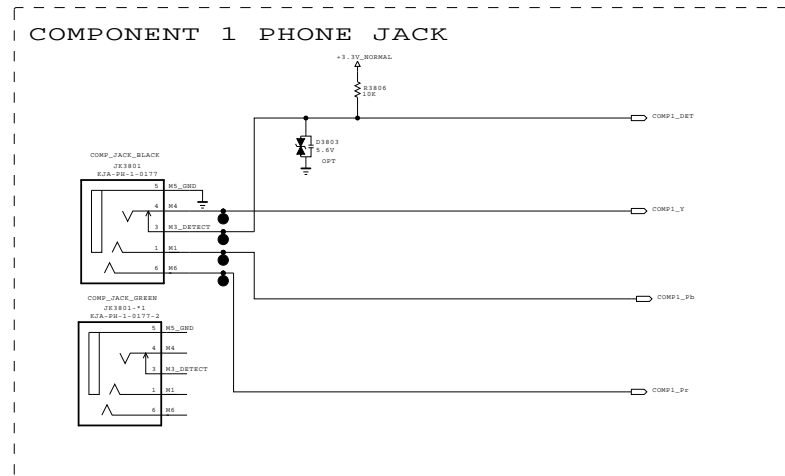 COMPONENT 1 PHONE JACK
+3.3V_NORMAL
R3806
10K
COMP1_DET
D3803
5.6V
OPT
COMP_JACK_BLACK
JK3801
KJA-PH-1-0177
5 M5_GND
4 M4
COMP1_Y
3 M3_DETECT
1 M1
6 M6
COMP1_Pb
COMP_JACK_GREEN
JK3801-*1
KJA-PH-1-0177-2
5 M5_GND
4 M4
3 M3_DETECT
1 M1
COMP1_Pr
6 M6